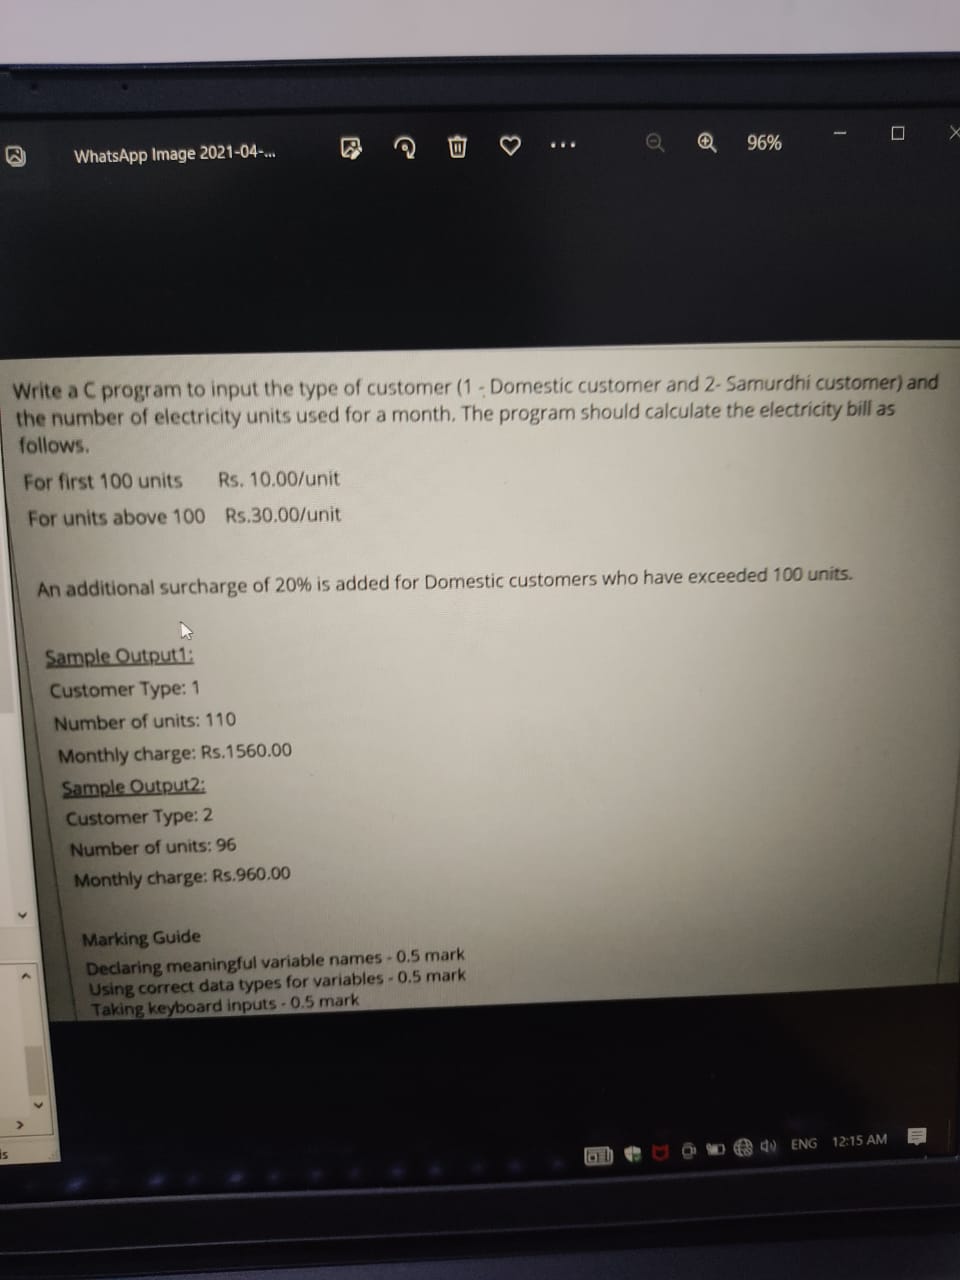 WhatsApp Image 2021-04-...
96%
Write a C program to input the type of customer (1 - Domestic customer and 2- Samurdhi customer) and
the number of electricity units used for a month. The program should calculate the electricity bill as
follows.
For first 100 units Rs. 10.00/unit
For units above 100 Rs.30.00/unit
An additional surcharge of 20% is added for Domestic customers who have exceeded 100 units.
Sample Output1:
Customer Type: 1
Number of units: 110
Monthly charge: Rs.1560.00
Sample Output2:
Customer Type: 2
Number of units: 96
Monthly charge: Rs.960.00
Marking Guide
Declaring meaningful variable names - 0.5 mark
Using correct data types for variables - 0.5 mark
Taking keyboard inputs - 0.5 mark
ENG 12:15 AM